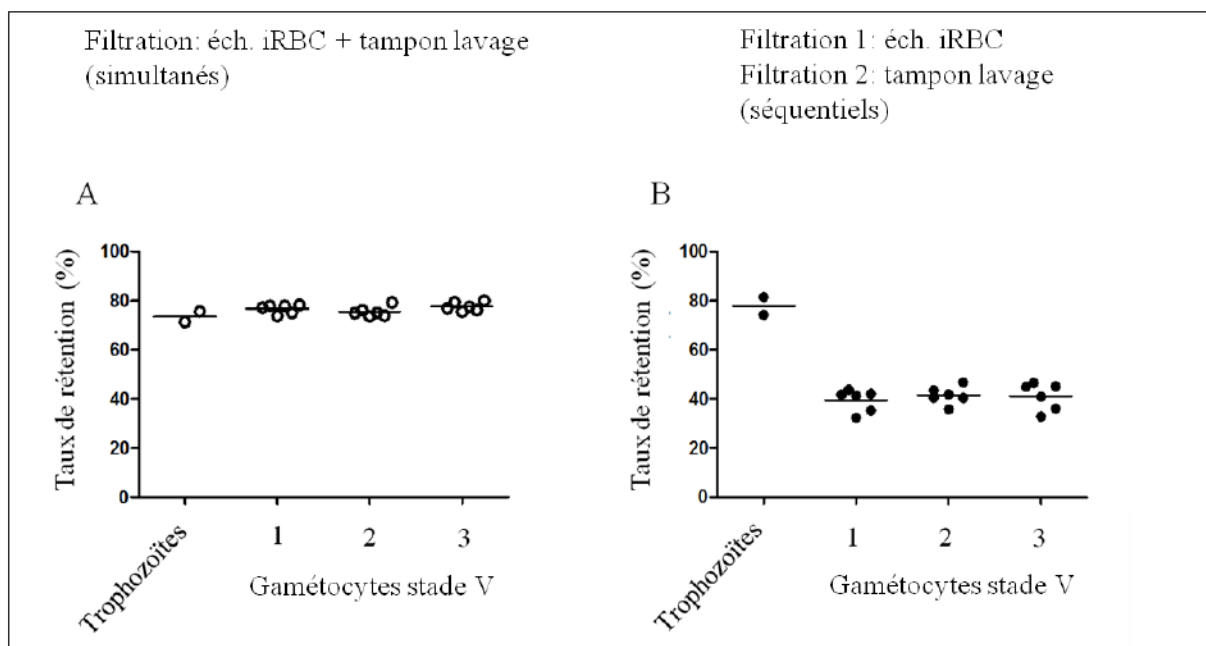 Filtration: éch. iRBC + tampon lavage
(simultanés)
Filtration 1: éch. iRBC
Filtration 2: tampon lavage
(séquentiels)
A
Taux de rétention (%)
100
80
60
40
20
0
Trophozoïtes
1
2
3
Gamétocytes stade V
B
Taux de rétention (%)
100
80
60
40
20
0
Trophozoïtes
1
2
3
Gamétocytes stade V